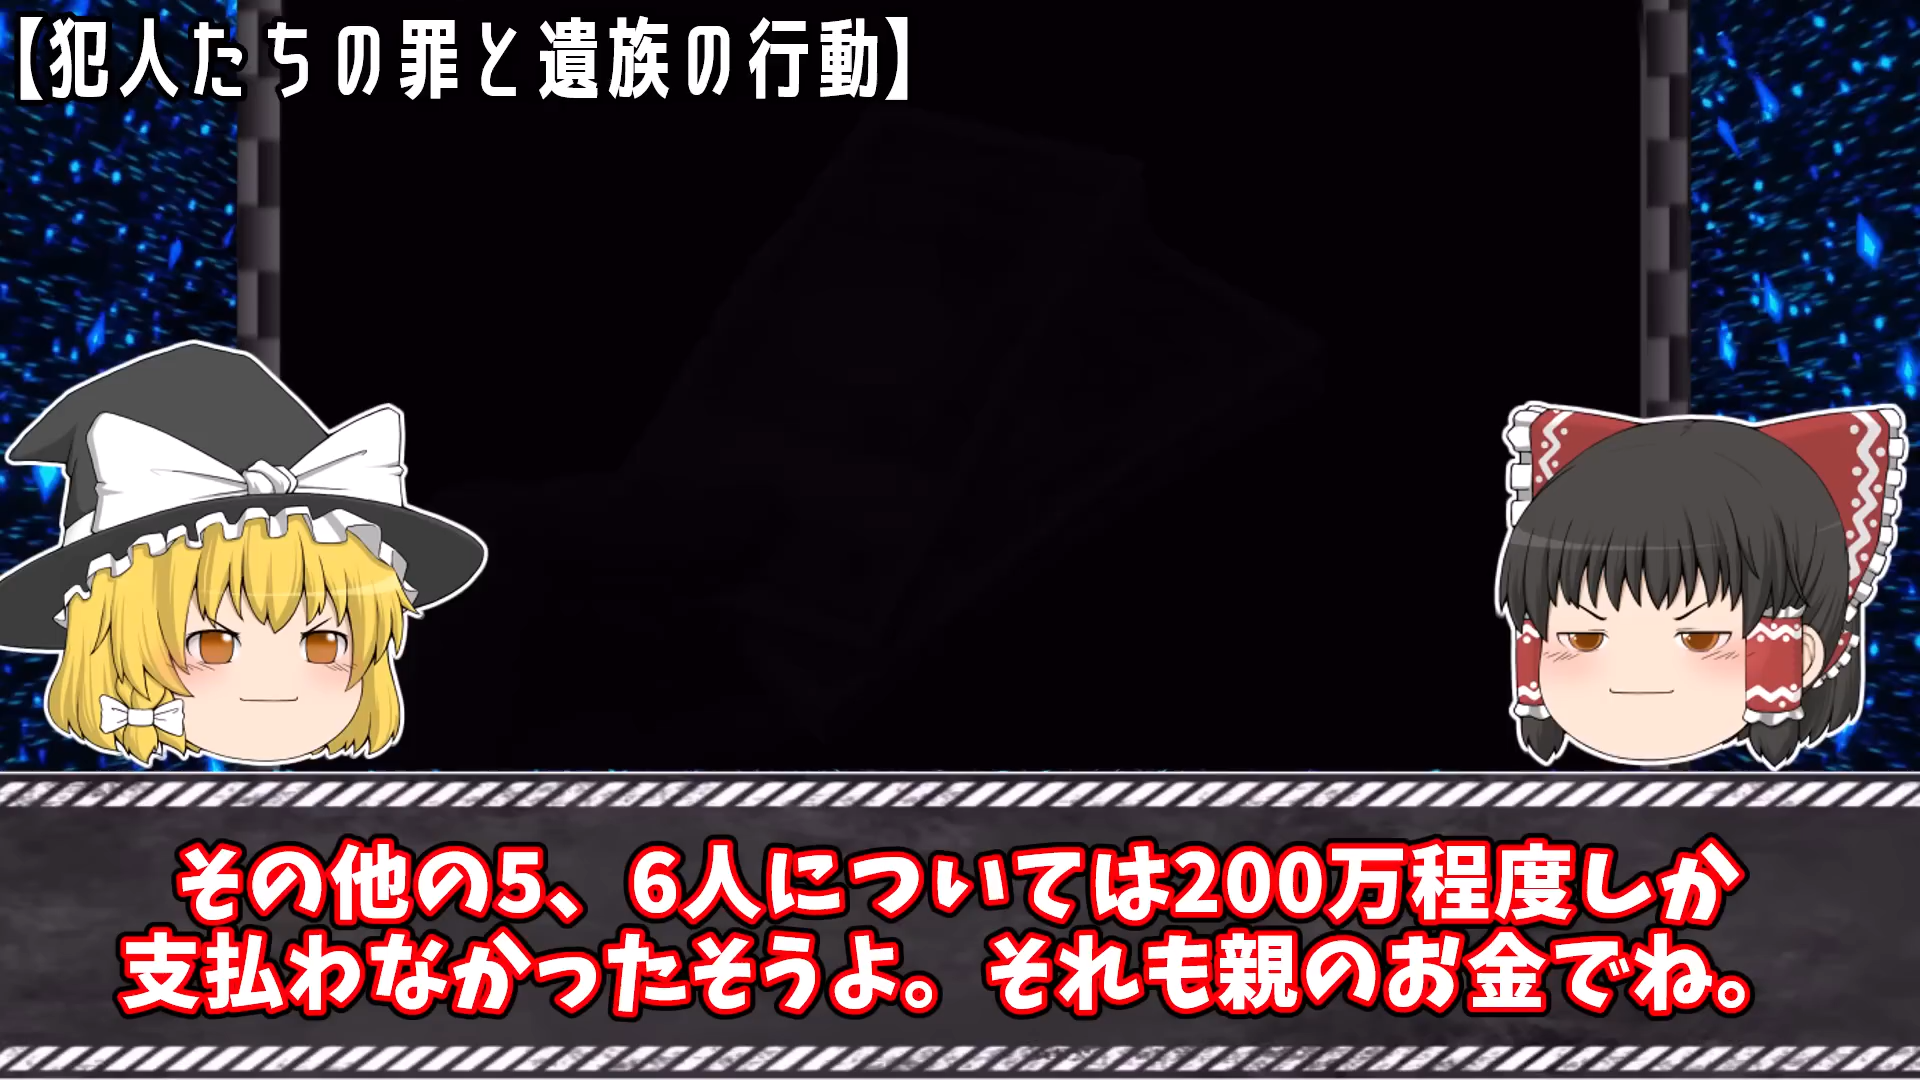 【犯人たちの罪と遺族の行動】
その他の5、6人については200万程度しか
支払わなかったそうよ。それも親のお金でね。